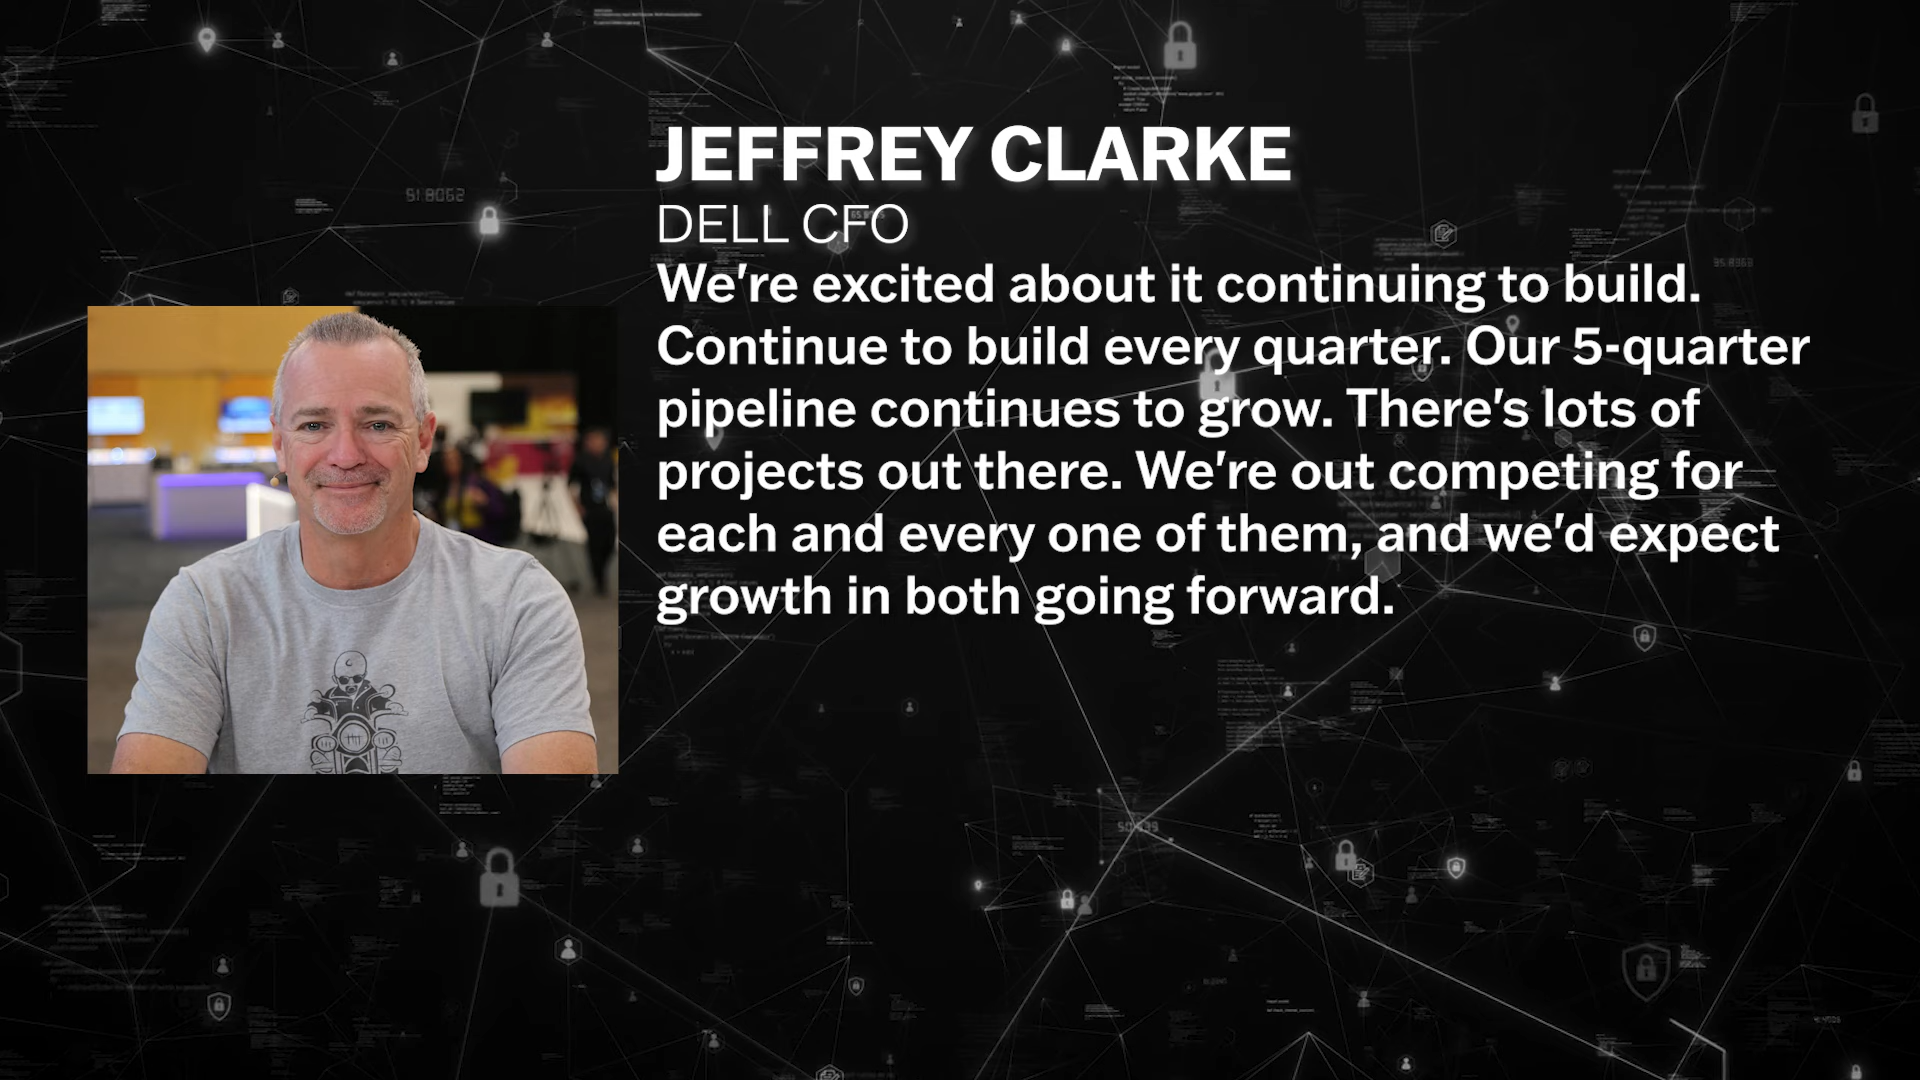 JEFFREY CLARKE
DELL CFO
We're excited about it continuing to build.
Continue to build every quarter. Our 5-quarter
pipeline continues to grow. There's lots of
projects out there. We're out competing for
each and every one of them, and we'd expect
growth in both going forward.